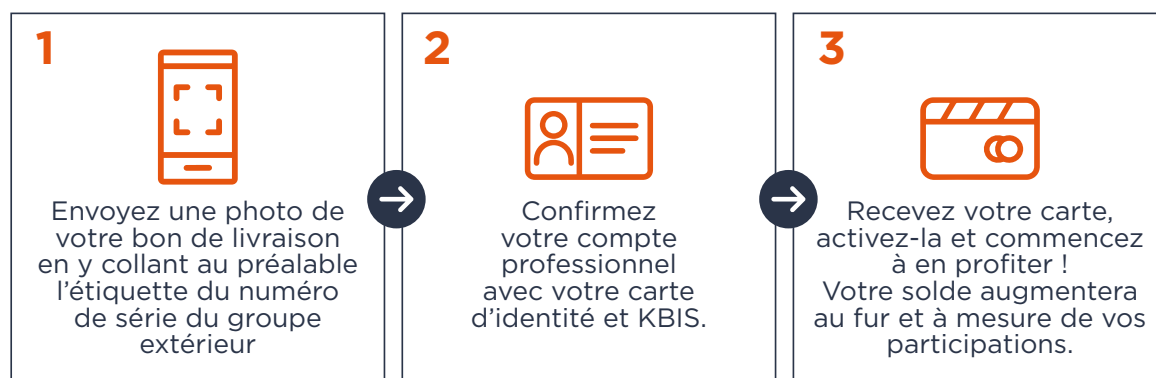 1
Envoyez une photo de
votre bon de livraison
en y collant au préalable
l’étiquette du numéro
de série du groupe
extérieur
2
Confirmez
votre compte
professionnel
avec votre carte
d’identité et KBIS.
3
Recevez votre carte,
activez-la et commencez
à en profiter !
Votre solde augmentera
au fur et à mesure de vos
participations.